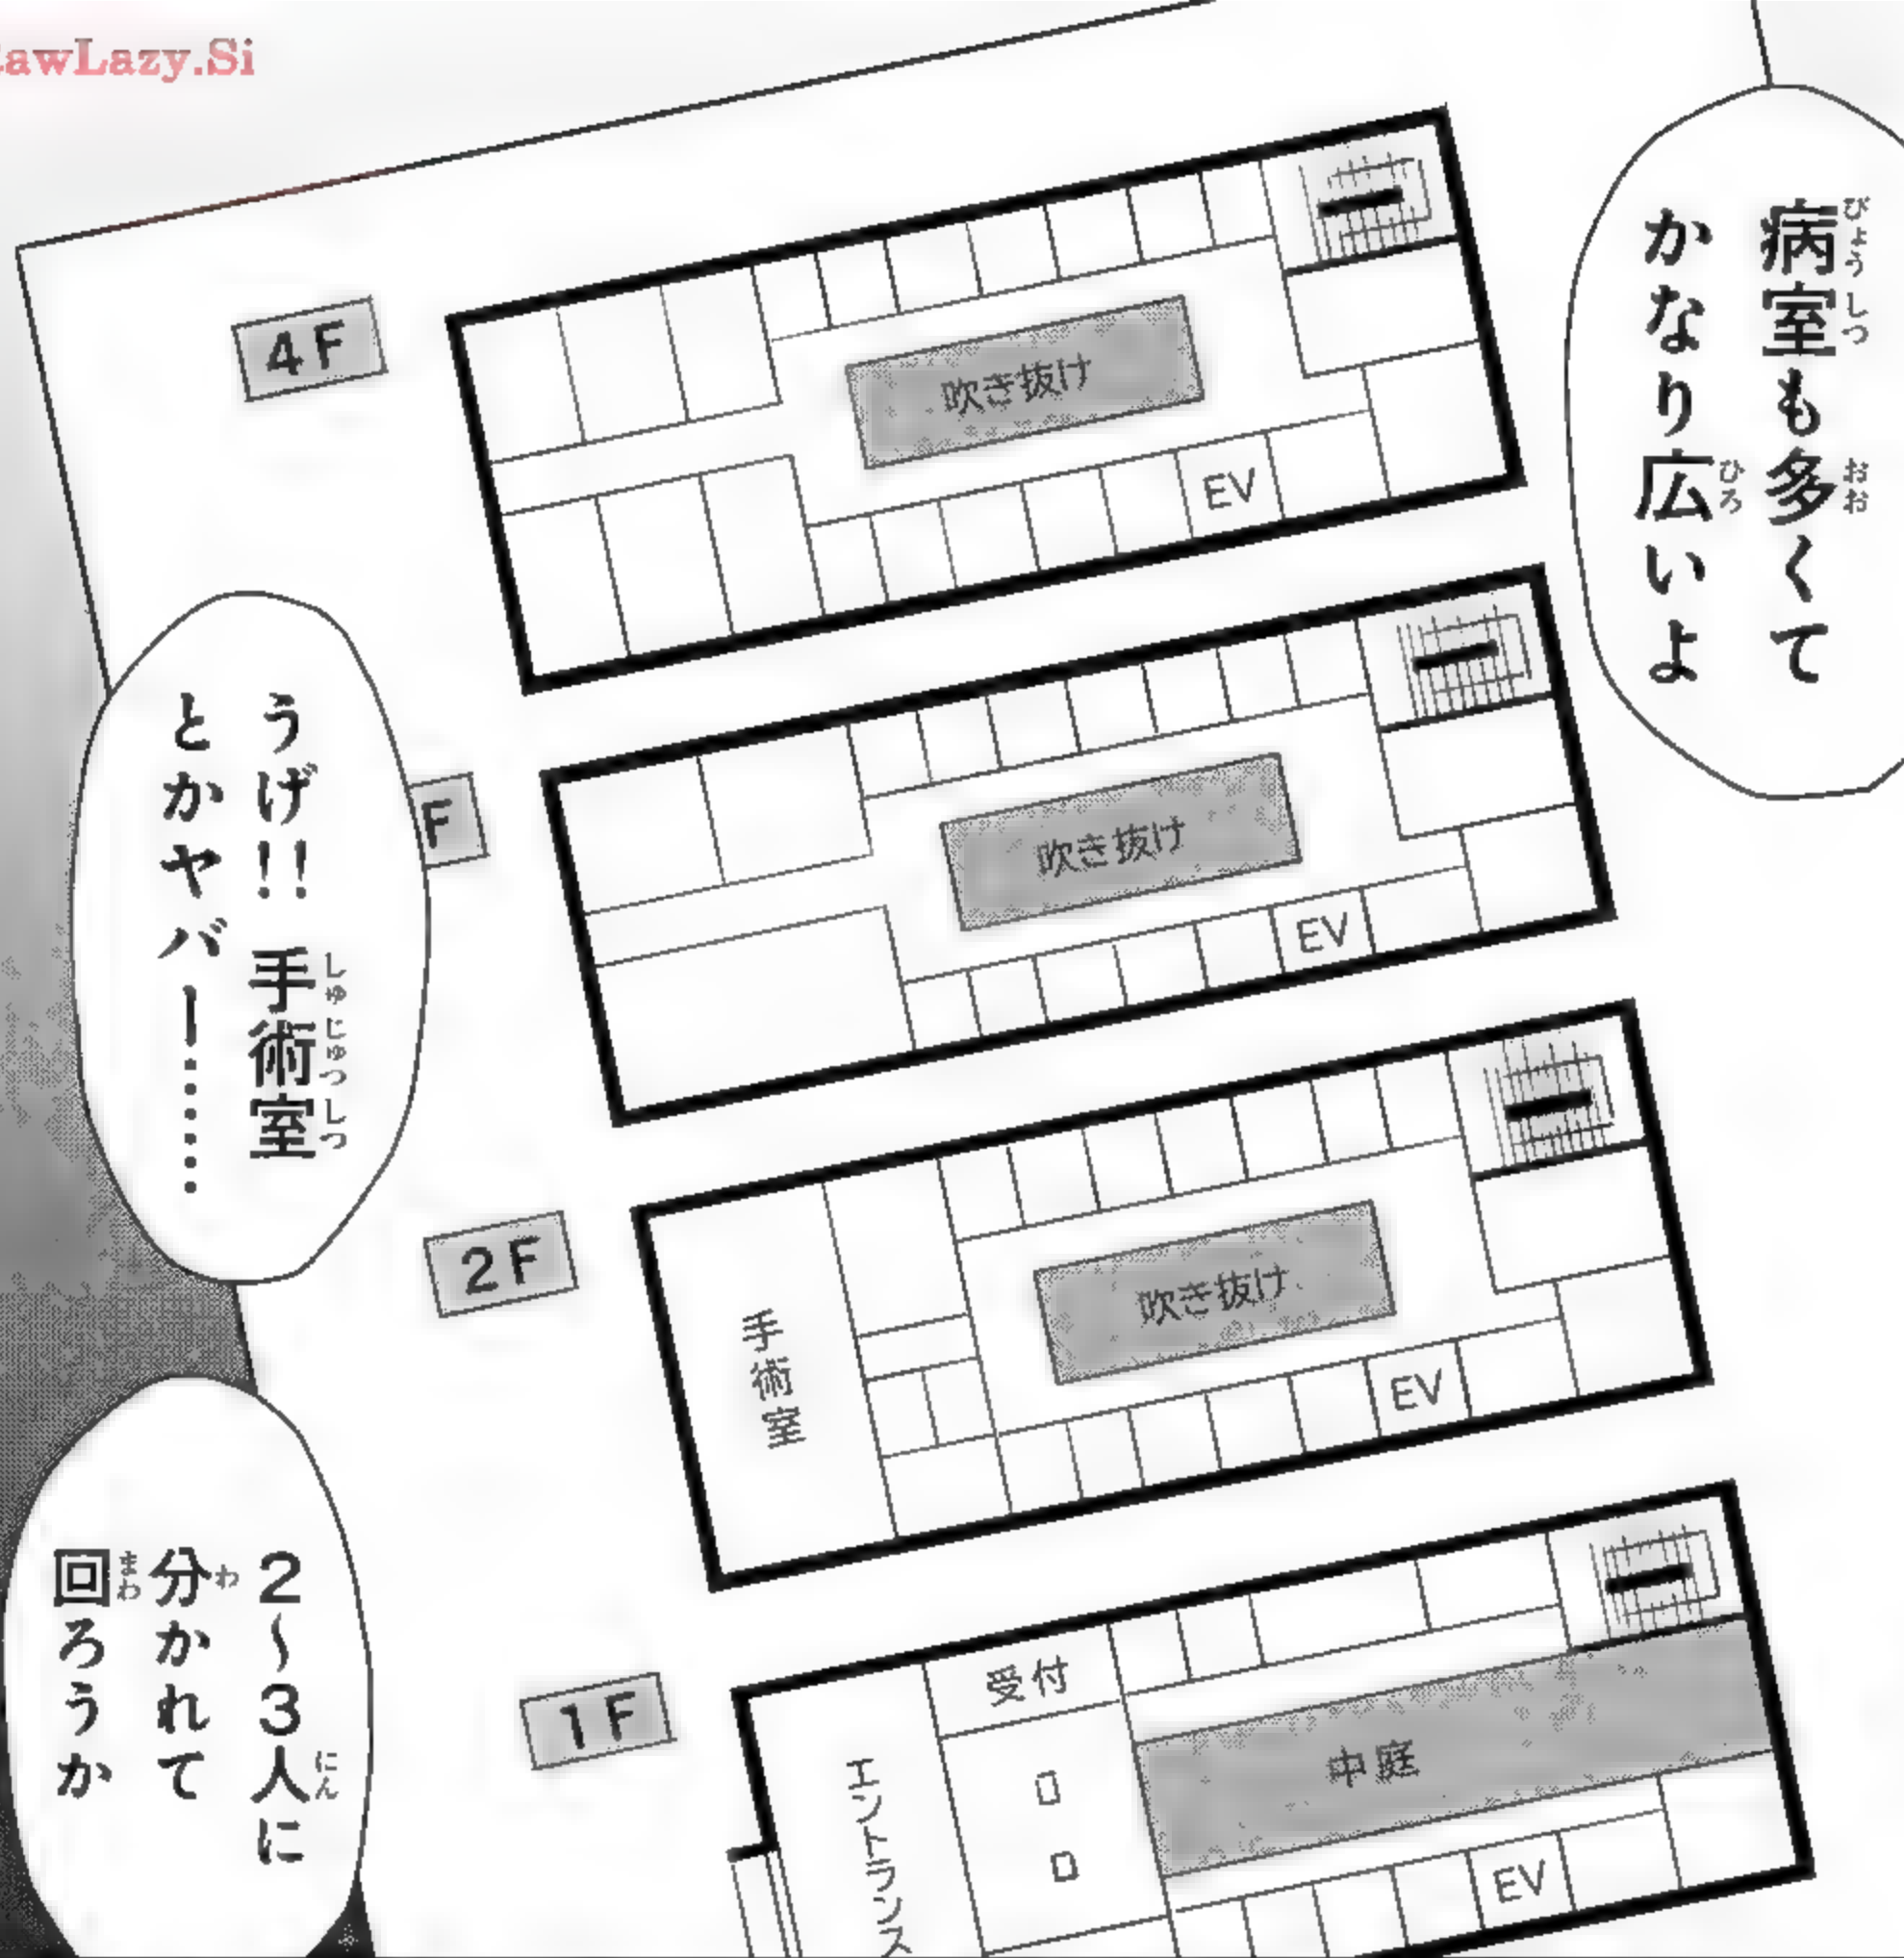 病室も多くて
かなり広いよ
うげ!! 手術室
とかヤバー……
2〜3人に
分かれて
回ろうか
4F
吹き抜け
EV
F
吹き抜け
EV
2F
手術室
吹き抜け
EV
1F
受付
エントランス
中庭
EV
awLazy.Si